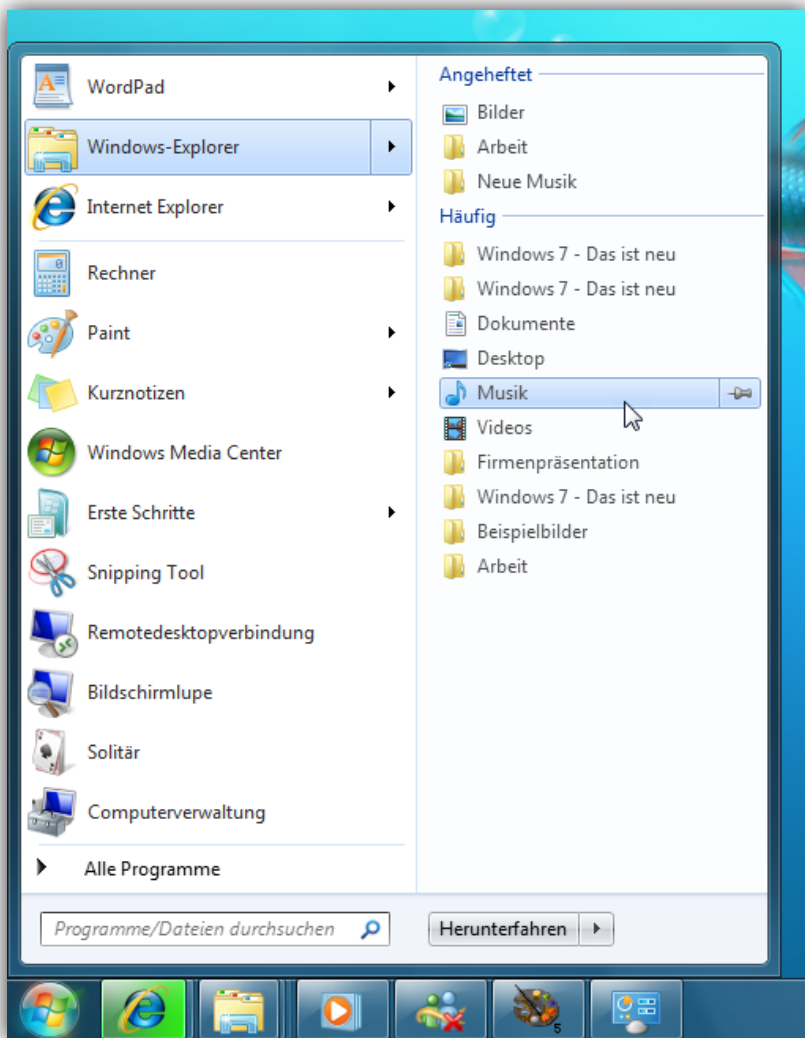 WordPad
Windows-Explorer
Internet Explorer
Rechner
Paint
Kurznotizen
Windows Media Center
Erste Schritte
Snipping Tool
Remotedesktopverbindung
Bildschirmlupe
Solitär
Computerverwaltung
Alle Programme
Programme/Dateien durchsuchen
Angeheftet
Bilder
Arbeit
Neue Musik
Häufig
Windows 7 - Das ist neu
Windows 7 - Das ist neu
Dokumente
Desktop
Musik
Videos
Firmenpräsentation
Windows 7 - Das ist neu
Beispielbilder
Arbeit
Herunterfahren
5